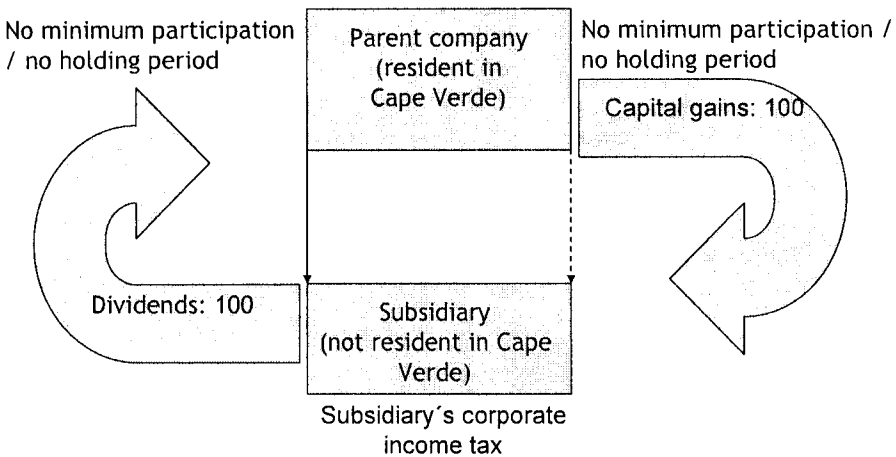 No minimum participation
/ no holding period
Parent company
(resident in
Cape Verde)
No minimum participation /
no holding period
Capital gains: 100
Dividends: 100
Subsidiary
(not resident in Cape
Verde)
Subsidiary´s corporate
income tax